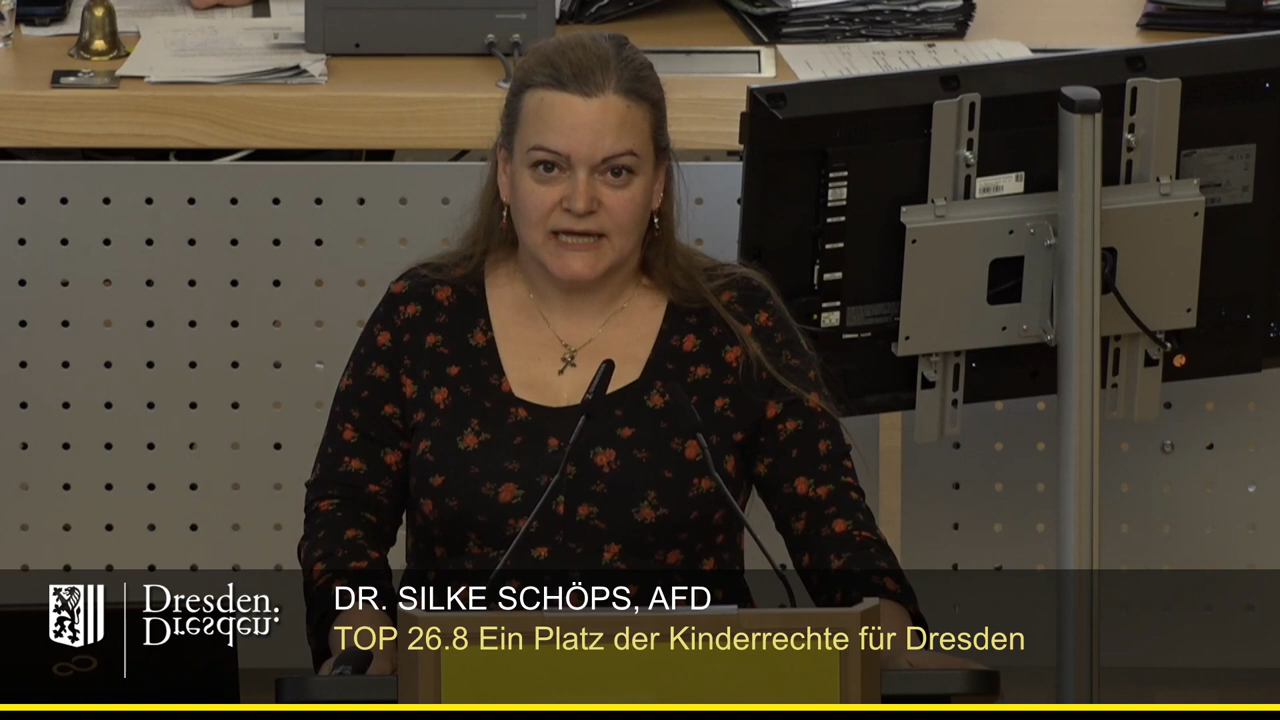 DR. SILKE SCHÖPS, AFD
Dresden.
Dresden.
TOP 26.8 Ein Platz der Kinderrechte für Dresden